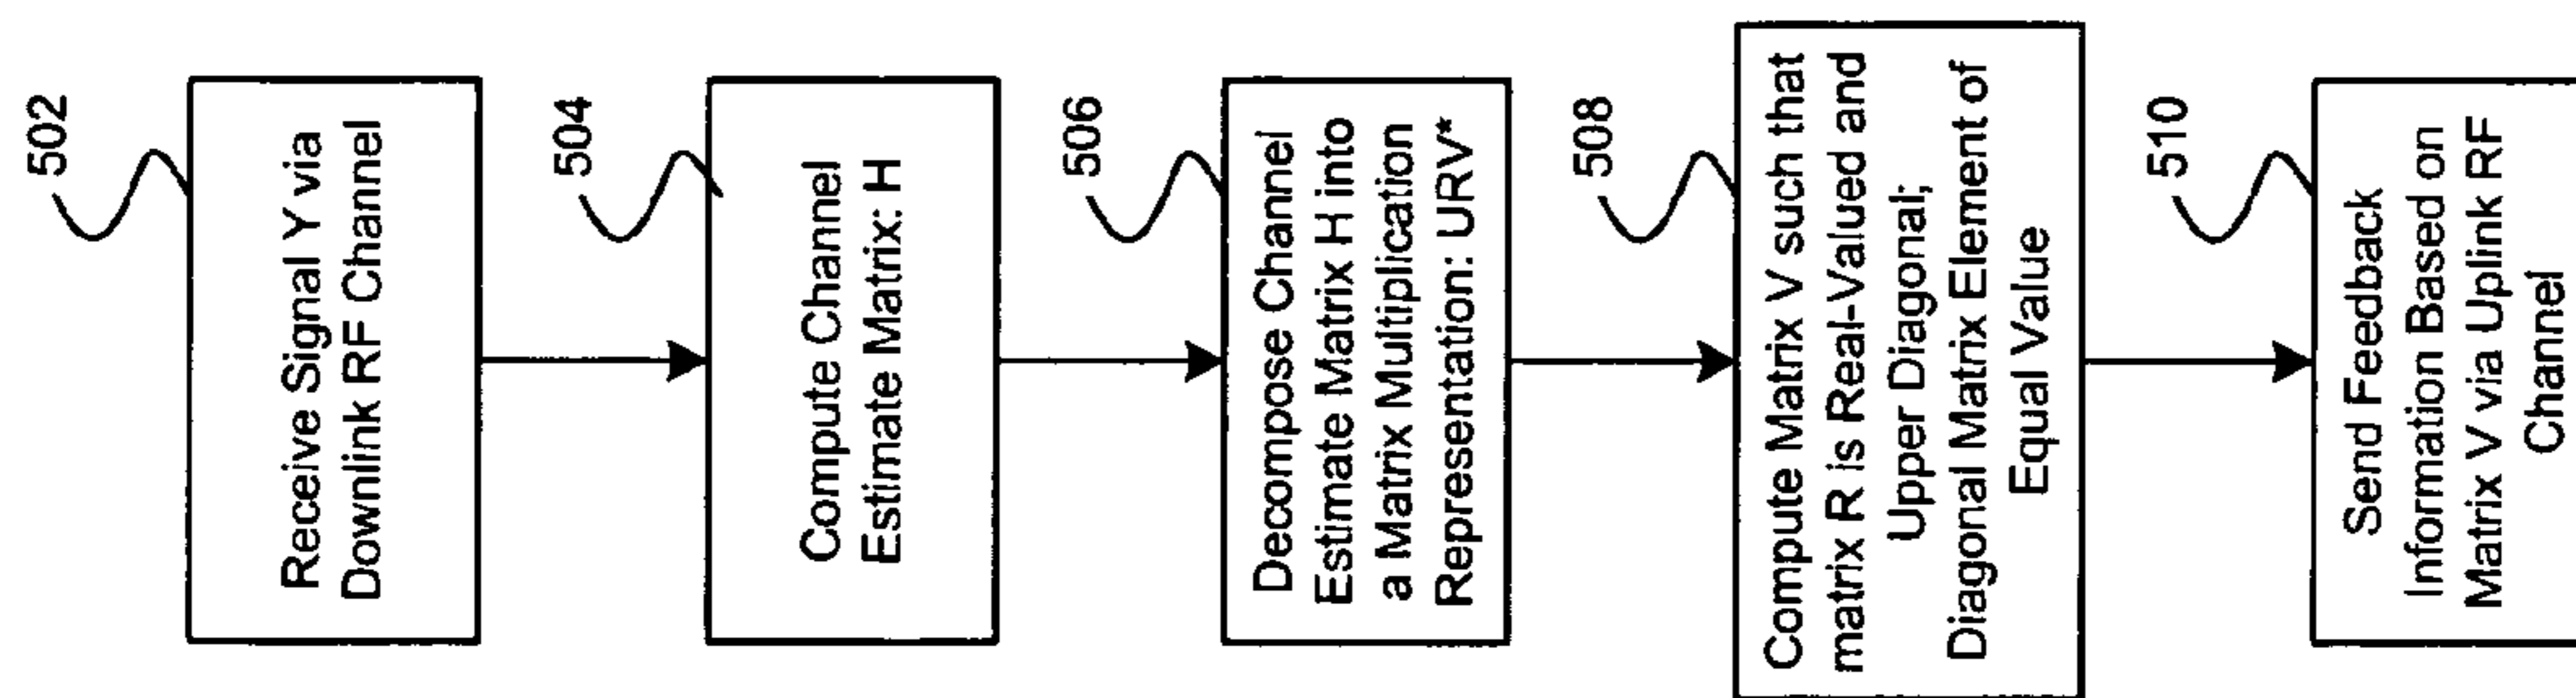 502
Receive Signal Y via
Downlink RF Channel
504
Compute Channel
Estimate Matrix: H
506
Decompose Channel
Estimate Matrix H into
a Matrix Multiplication
Representation: URV*
508
Compute Matrix V such that
matrix R is Real-Valued and
Upper Diagonal;
Diagonal Matrix Element of
Equal Value
510
Send Feedback
Information Based on
Matrix V via Uplink RF
Channel